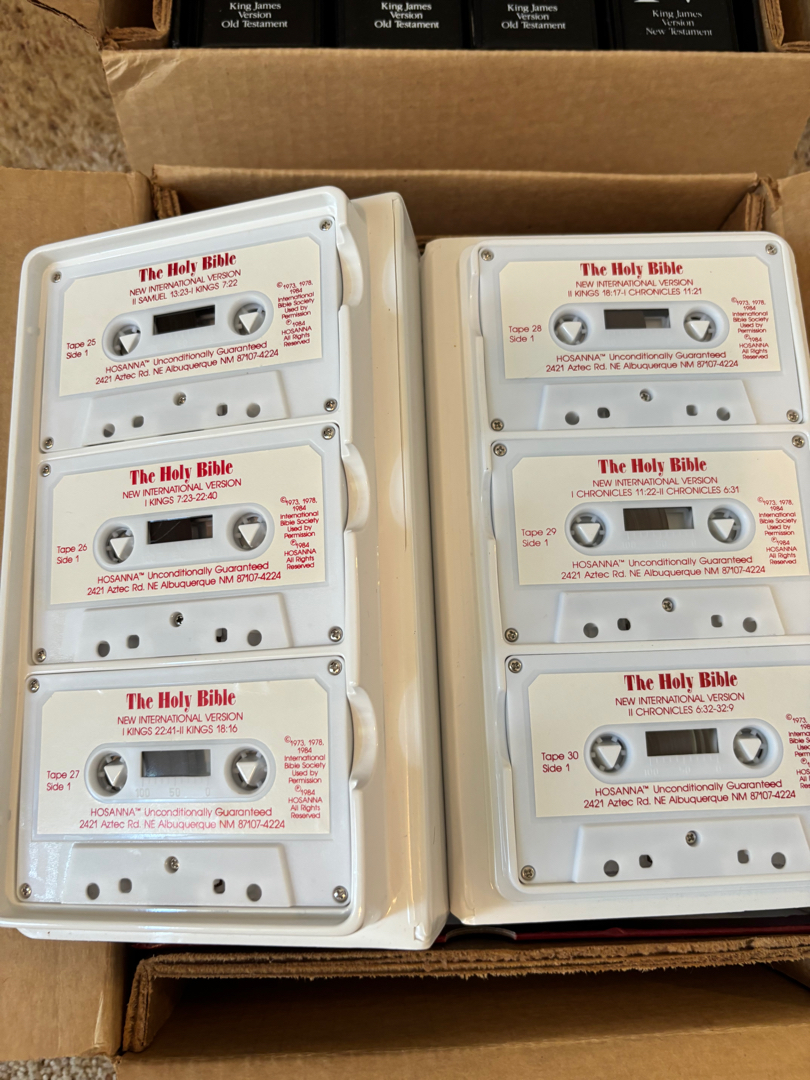 King James
Version
Old Testament
King James
Version
Old Testament
King James
Version
Old Testament
King James
Version
New Testament
The Holy Bible
NEW INTERNATIONAL VERSION
II SAMUEL 13:23-I KINGS 7:22
Tape 25
Side 1
©1973, 1978,
1984
International
Bible Society
Used by
Permission
℗1984
HOSANNA
All Rights
Reserved
HOSANNA™ Unconditionally Guaranteed
2421 Aztec Rd. NE Albuquerque NM 87107-4224
The Holy Bible
NEW INTERNATIONAL VERSION
I KINGS 7:23-22:40
Tape 26
Side 1
©1973, 1978,
1984
International
Bible Society
Used by
Permission
℗1984
HOSANNA
All Rights
Reserved
HOSANNA™ Unconditionally Guaranteed
2421 Aztec Rd. NE Albuquerque NM 87107-4224
The Holy Bible
NEW INTERNATIONAL VERSION
I KINGS 22:41-II KINGS 18:16
Tape 27
Side 1
©1973, 1978,
1984
International
Bible Society
Used by
Permission
℗1984
HOSANNA
All Rights
Reserved
100 50 0
HOSANNA™ Unconditionally Guaranteed
2421 Aztec Rd. NE Albuquerque NM 87107-4224
The Holy Bible
NEW INTERNATIONAL VERSION
II KINGS 18:17-I CHRONICLES 11:21
Tape 28
Side 1
©1973, 1978,
1984
International
Bible Society
Used by
Permission
℗1984
HOSANNA
All Rights
Reserved
HOSANNA™ Unconditionally Guaranteed
2421 Aztec Rd. NE Albuquerque NM 87107-4224
The Holy Bible
NEW INTERNATIONAL VERSION
I CHRONICLES 11:22-II CHRONICLES 6:31
Tape 29
Side 1
©1973, 1978,
1984
International
Bible Society
Used by
Permission
℗1984
HOSANNA
All Rights
Reserved
HOSANNA™ Unconditionally Guaranteed
2421 Aztec Rd. NE Albuquerque NM 87107-4224
The Holy Bible
NEW INTERNATIONAL VERSION
II CHRONICLES 6:32-32:9
Tape 30
Side 1
©1973, 1978,
1984
HOSANNA™ Unconditionally Guaranteed
2421 Aztec Rd. NE Albuquerque NM 87107-4224